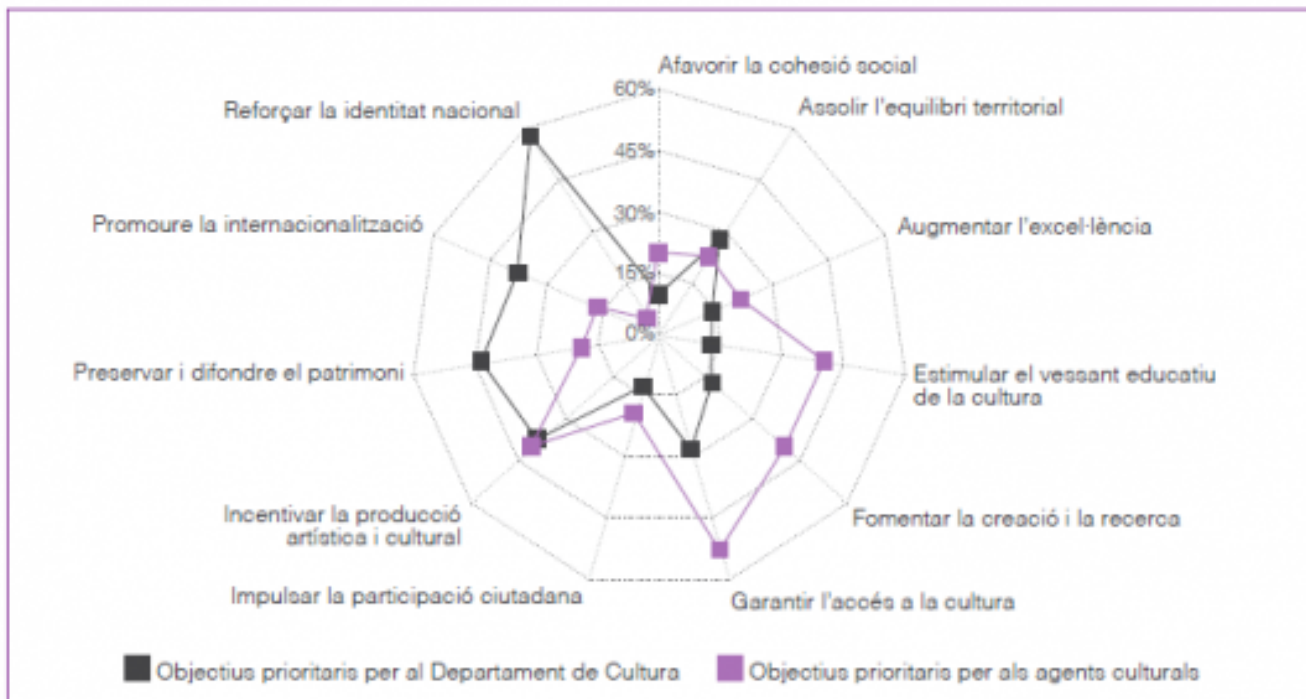 Afavorir la cohesió social
60%
Assolir l'equilibri territorial
Reforçar la identitat nacional
45%
Promoure la internacionalització
30%
Augmentar l'excel·lència
15%
0%
Preservar i difondre el patrimoni
Estimular el vessant educatiu
de la cultura
Incentivar la producció
artística i cultural
Fomentar la creació i la recerca
Impulsar la participació ciutadana
Garantir l'accés a la cultura
Objectius prioritaris per al Departament de Cultura
Objectius prioritaris per als agents culturals